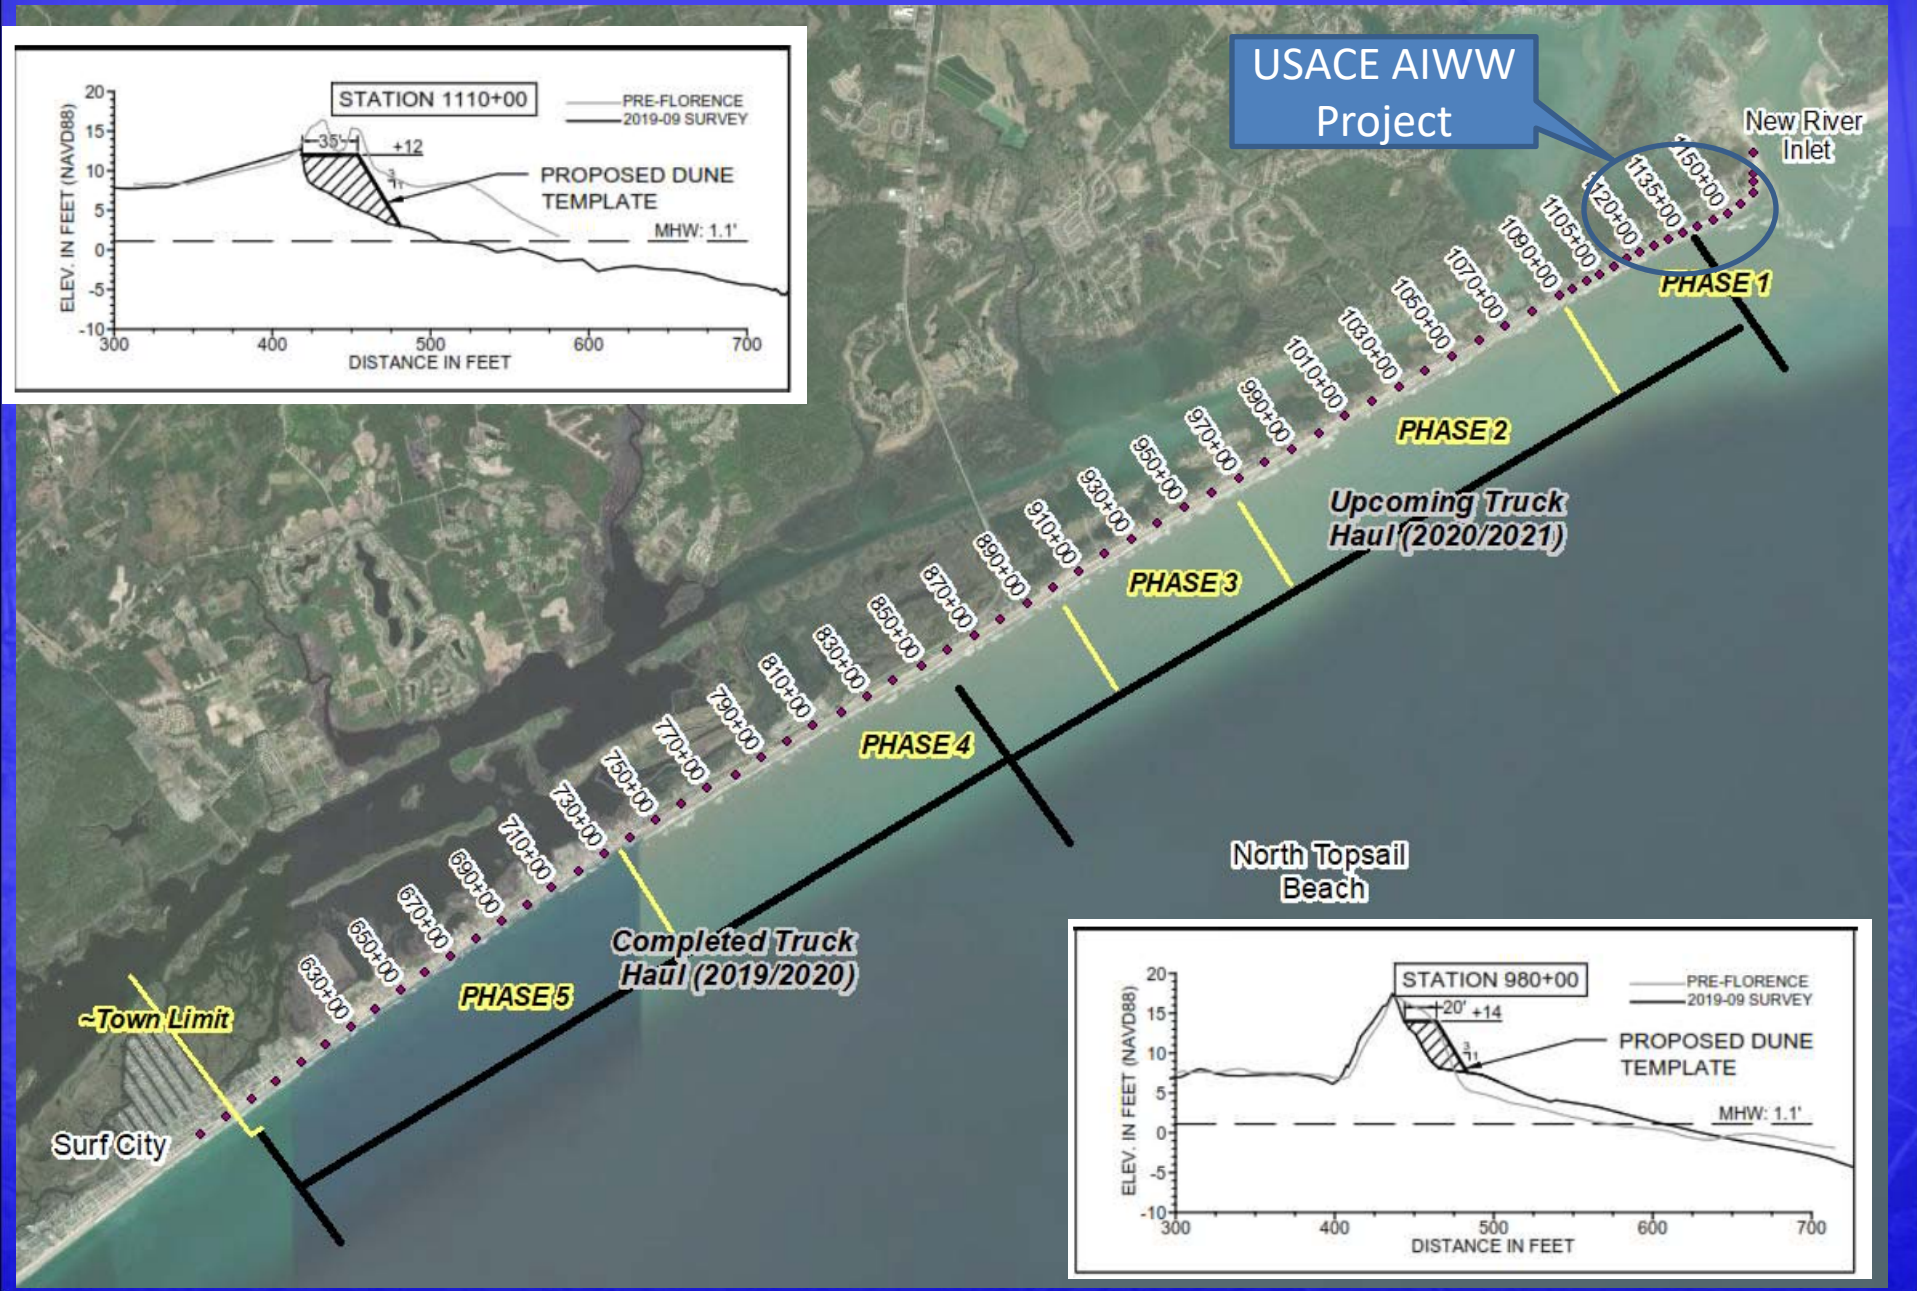 STATION 1110+00
PRE-FLORENCE
2019-09 SURVEY
35'
+12
3
1
PROPOSED DUNE
TEMPLATE
MHW: 1.1'
ELEV. IN FEET (NAVD88)
20
15
10
5
0
-5
-10
300
400
500
600
700
DISTANCE IN FEET
USACE AIWW
Project
New River
Inlet
1150+00
1135+00
1120+00
1105+00
1090+00
1070+00
1050+00
1030+00
1010+00
990+00
970+00
950+00
930+00
910+00
890+00
870+00
850+00
830+00
810+00
790+00
770+00
750+00
730+00
710+00
690+00
670+00
650+00
630+00
PHASE 1
PHASE 2
Upcoming Truck
Haul (2020/2021)
PHASE 3
PHASE 4
North Topsail
Beach
Completed Truck
Haul (2019/2020)
PHASE 5
~Town Limit
Surf City
STATION 980+00
PRE-FLORENCE
2019-09 SURVEY
20'
+14
3
1
PROPOSED DUNE
TEMPLATE
MHW: 1.1'
ELEV. IN FEET (NAVD88)
20
15
10
5
0
-5
-10
300
400
500
600
700
DISTANCE IN FEET